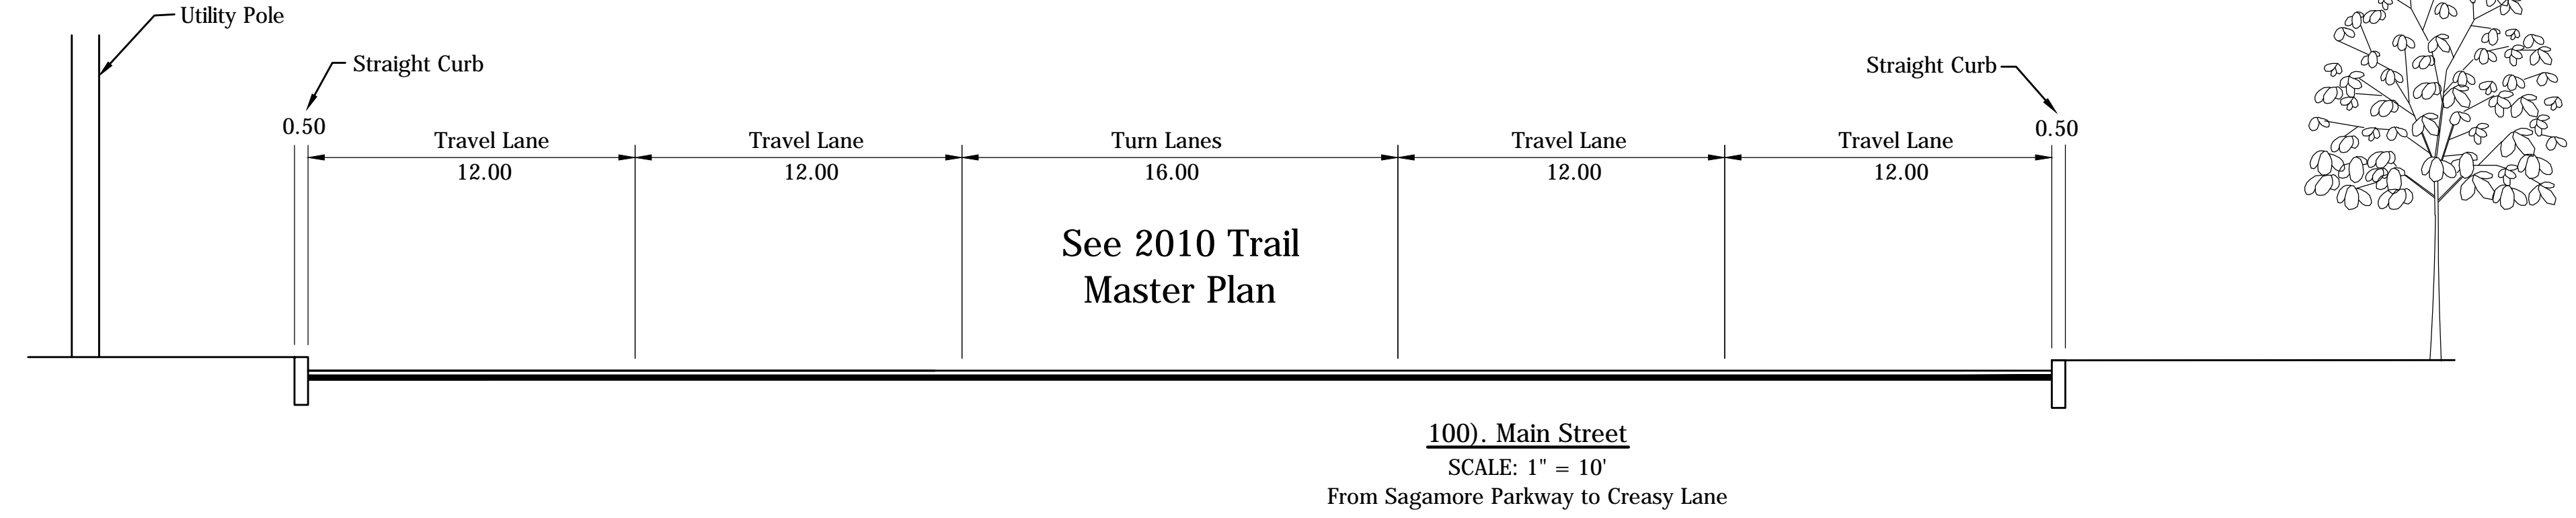 Utility Pole
Straight Curb
Straight Curb
0.50
0.50
Travel Lane
Travel Lane
Turn Lanes
Travel Lane
Travel Lane
12.00
12.00
16.00
12.00
12.00
See 2010 Trail
Master Plan
100). Main Street
SCALE: 1" = 10'
From Sagamore Parkway to Creasy Lane